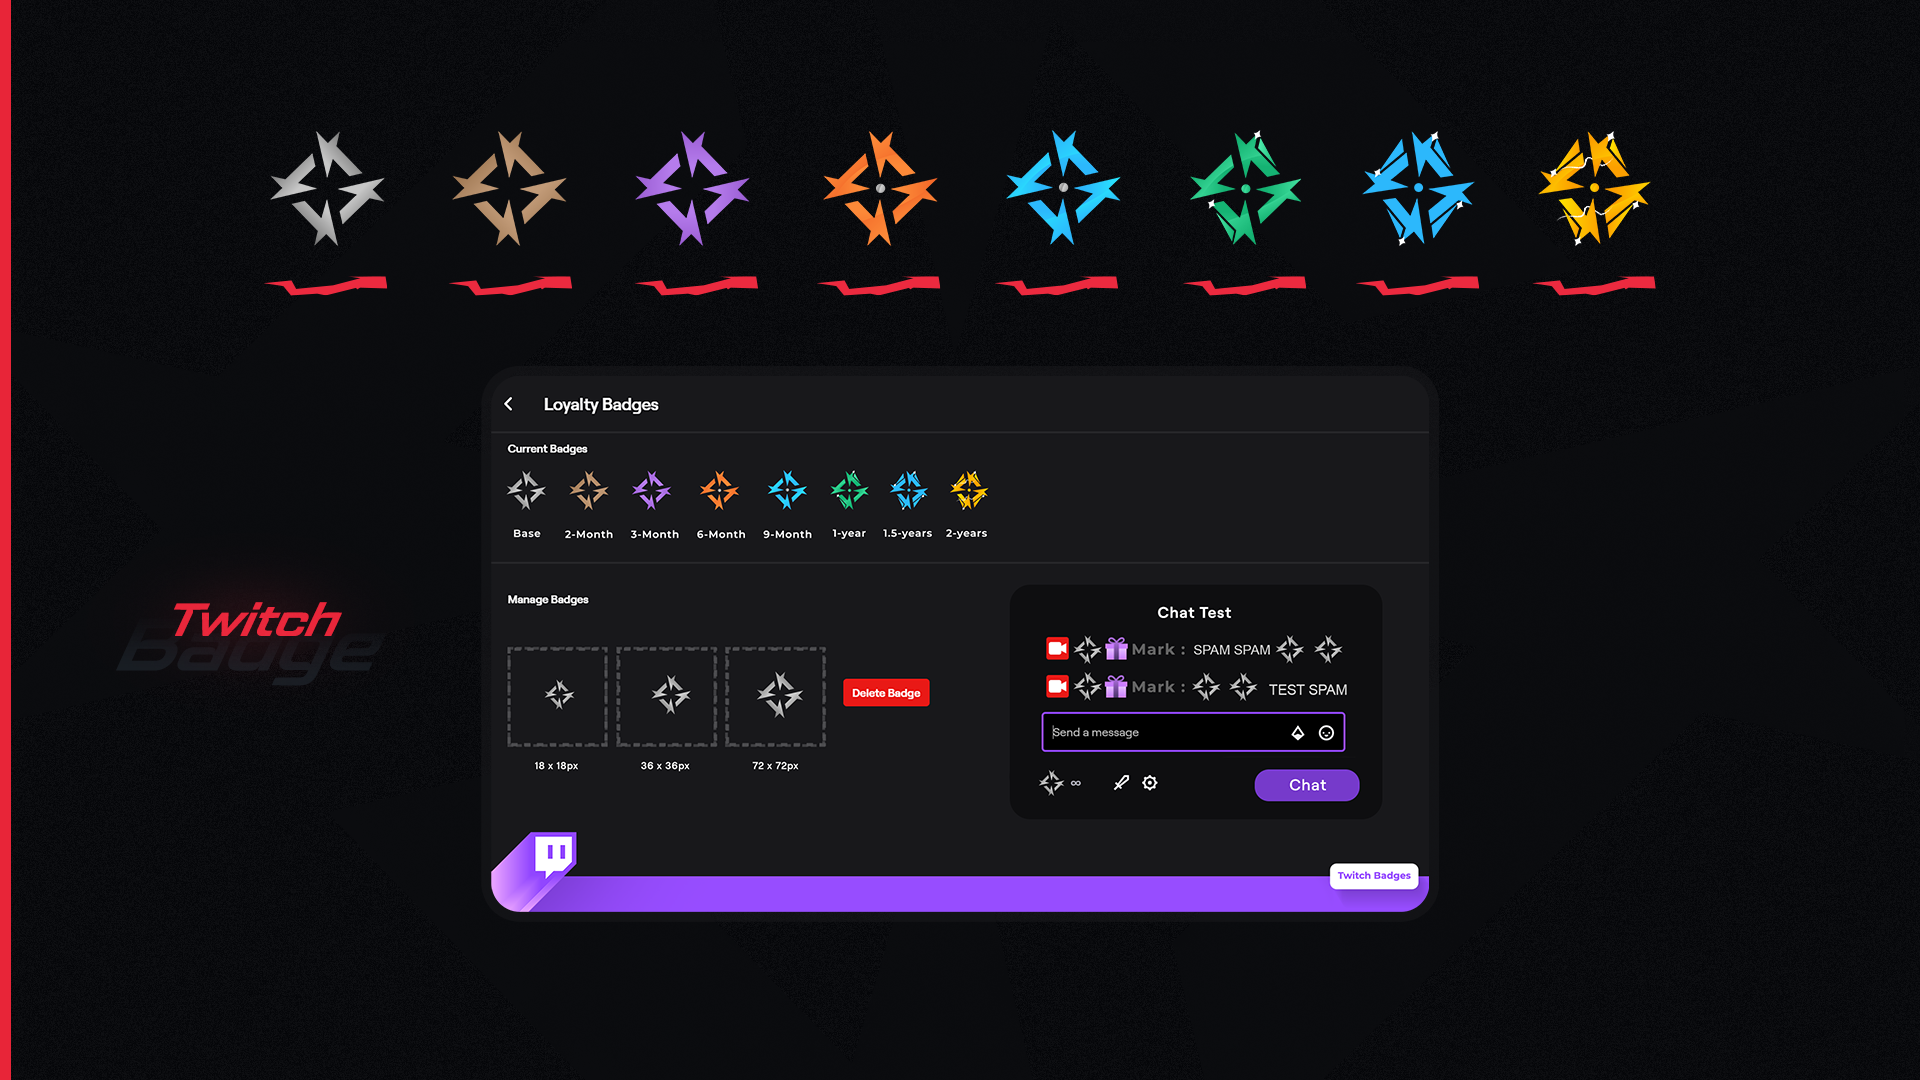 Loyalty Badges
Current Badges
Base 2-Month 3-Month 6-Month 9-Month 1-year 1.5-years 2-years
Manage Badges
18 x 18px 36 x 36px 72 x 72px
Delete Badge
Chat Test
Mark : SPAM SPAM
Mark : TEST SPAM
Send a message
∞
Chat
Twitch Badges
Twitch
Badge